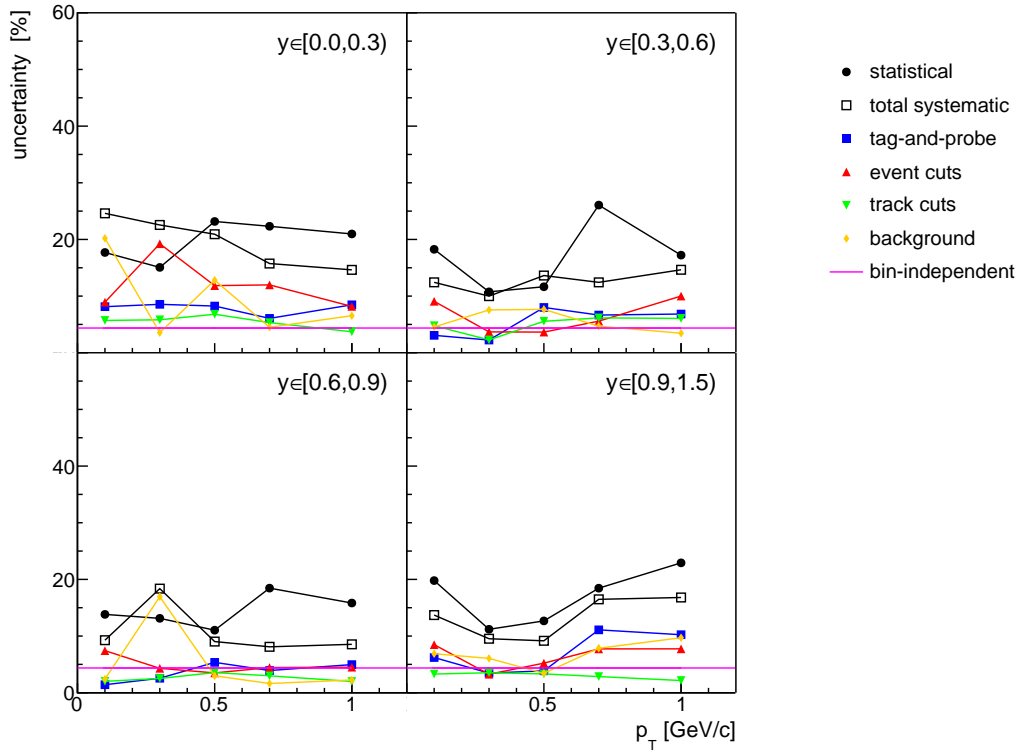 uncertainty [%]
60
40
20
y∈[0.0,0.3)
y∈[0.3,0.6)
statistical
total systematic
tag-and-probe
event cuts
track cuts
background
bin-independent
40
20
0
y∈[0.6,0.9)
y∈[0.9,1.5)
0
0.5
1
0.5
1
p_T [GeV/c]